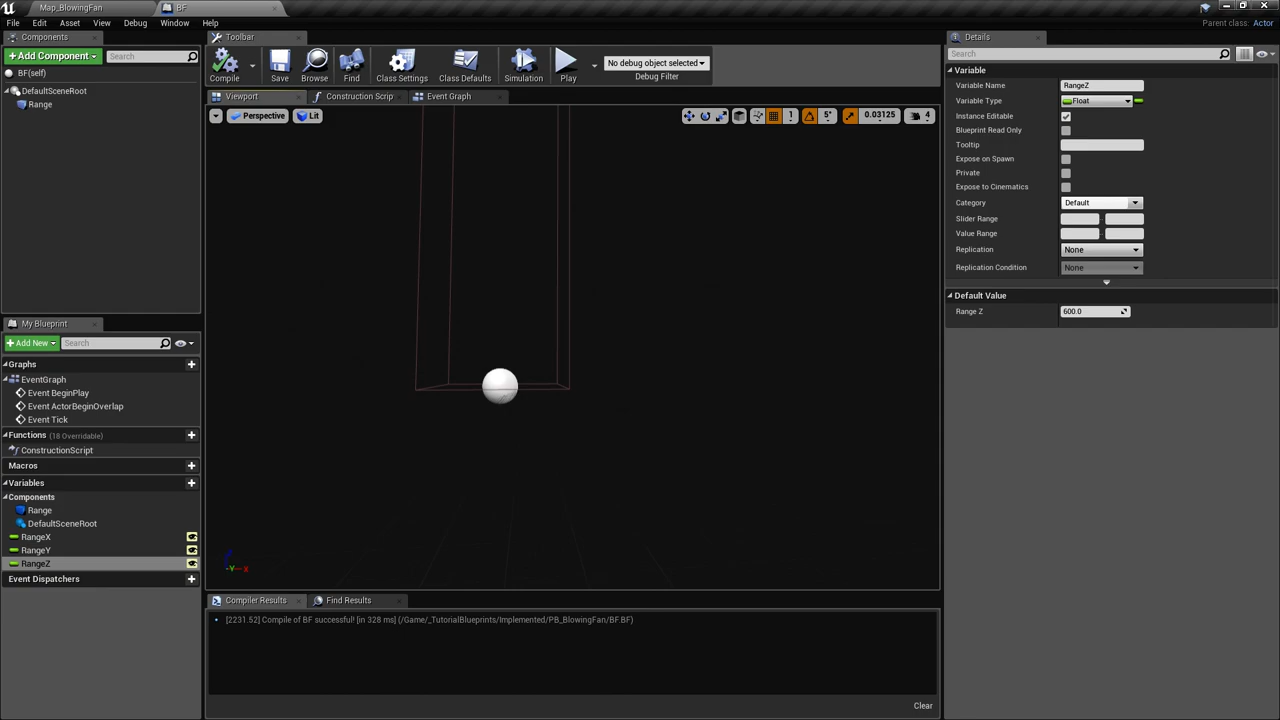 Map_BlowingFan
BF
File
Edit
Asset
View
Debug
Window
Help
Parent class: Actor
Components
Add Component
Search
BF(self)
DefaultSceneRoot
Range
Toolbar
Compile
Save
Browse
Find
Class Settings
Class Defaults
Simulation
Play
No debug object selected
Debug Filter
Viewport
Construction Scrip
Event Graph
Perspective
Lit
1
5°
0.03125
4
Y
X
My Blueprint
Add New
Search
Graphs
EventGraph
Event BeginPlay
Event ActorBeginOverlap
Event Tick
Functions (18 Overridable)
ConstructionScript
Macros
Variables
Components
Range
DefaultSceneRoot
RangeX
RangeY
RangeZ
Event Dispatchers
Compiler Results
Find Results
[2231.52] Compile of BF successful! [in 328 ms] (/Game/_TutorialBlueprints/Implemented/PB_BlowingFan/BF.BF)
Clear
Details
Search
Variable
Variable Name
RangeZ
Variable Type
Float
Instance Editable
Blueprint Read Only
Tooltip
Expose on Spawn
Private
Expose to Cinematics
Category
Default
Slider Range
Value Range
Replication
None
Replication Condition
None
Default Value
Range Z
600.0